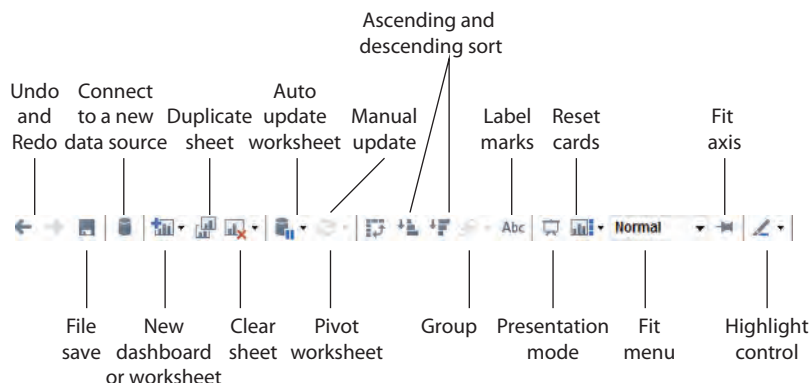 Ascending and
descending sort
Undo
and
Redo
Connect
to a new
data source
Duplicate
sheet
Auto
update
worksheet
Manual
update
Label
marks
Reset
cards
Fit
axis
Abc
Normal
File
save
New
dashboard
or worksheet
Clear
sheet
Pivot
worksheet
Group
Presentation
mode
Fit
menu
Highlight
control